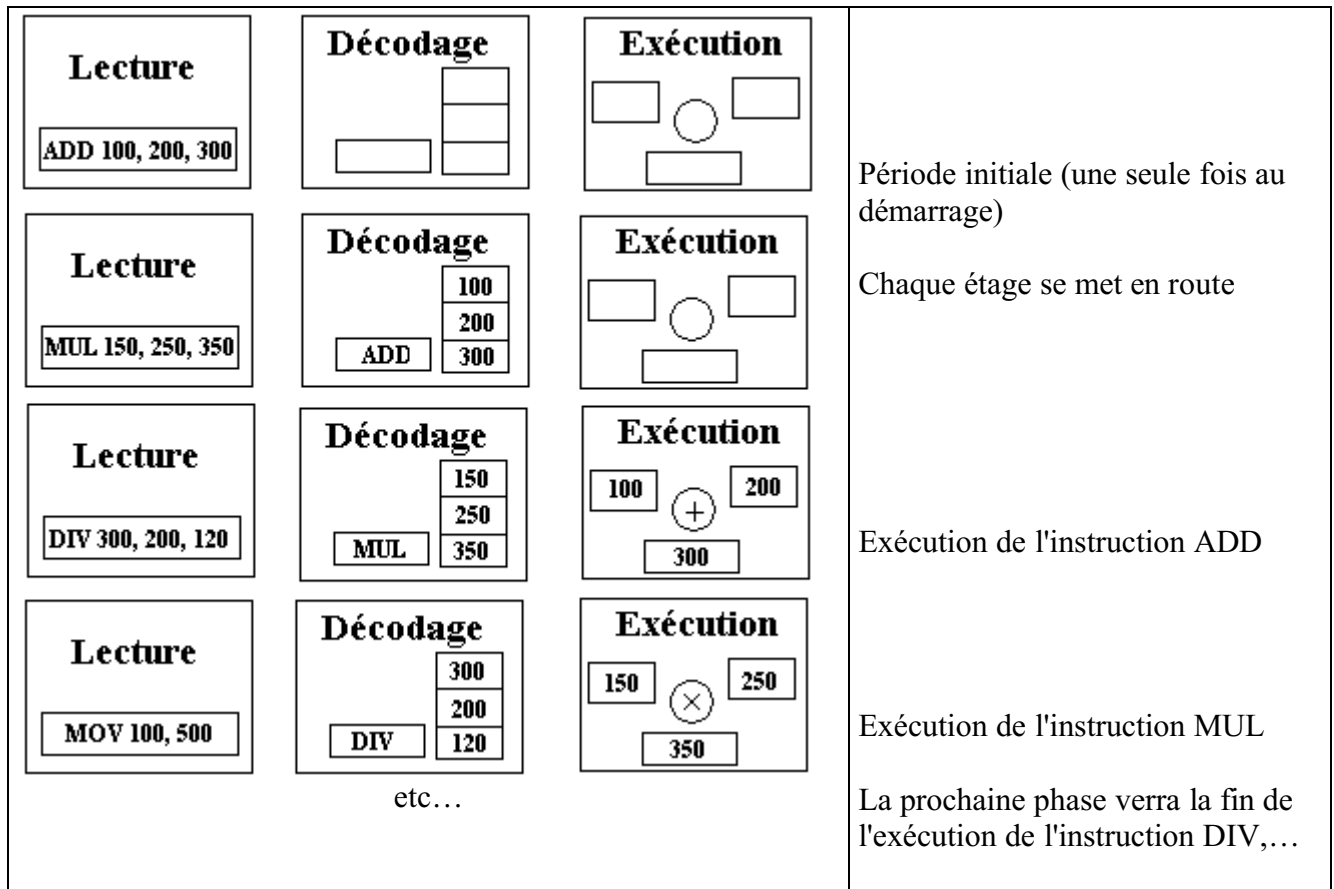 Lecture
ADD 100, 200, 300
Décodage
Exécution
Période initiale (une seule fois au
démarrage)
Lecture
MUL 150, 250, 350
Décodage
100
200
ADD 300
Exécution
Chaque étage se met en route
Lecture
DIV 300, 200, 120
Décodage
150
250
MUL 350
Exécution
100 + 200
300
Exécution de l'instruction ADD
Lecture
MOV 100, 500
Décodage
300
200
DIV 120
Exécution
150 × 250
350
Exécution de l'instruction MUL
etc…
La prochaine phase verra la fin de
l'exécution de l'instruction DIV,…